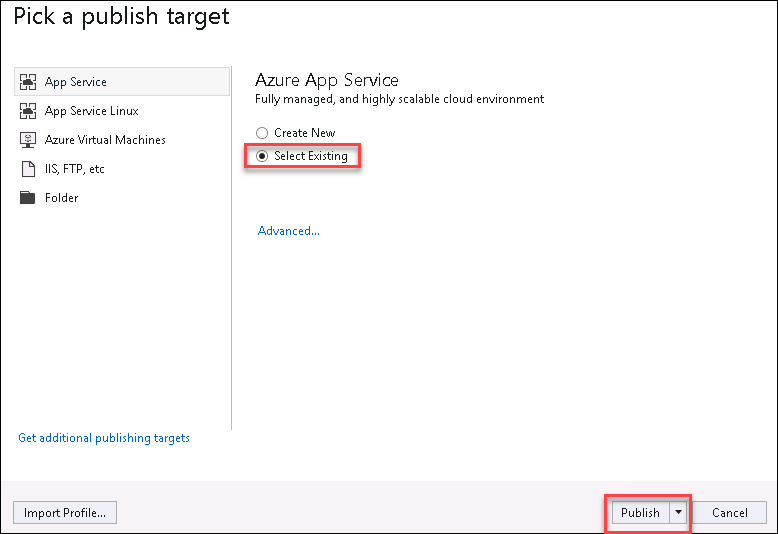 Pick a publish target
App Service
App Service Linux
Azure Virtual Machines
IIS, FTP, etc
Folder
Get additional publishing targets
Azure App Service
Fully managed, and highly scalable cloud environment
Create New
Select Existing
Advanced...
Import Profile...
Publish
Cancel